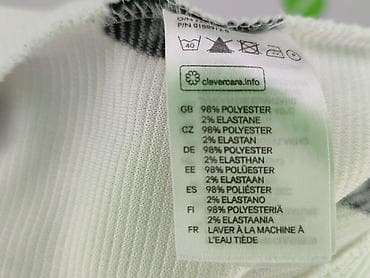 40
clevercare.info
GB 98% POLYESTER
2% ELASTANE
CZ 98% POLYESTER
2% ELASTAN
DE 98% POLYESTER
2% ELASTHAN
EE 98% POLÜESTER
2% ELASTAAN
ES 98% POLIÉSTER
2% ELASTANO
FI 98% POLYESTERIÄ
2% ELASTAANIA
FR LAVER À LA MACHINE À
L'EAU TIÈDE